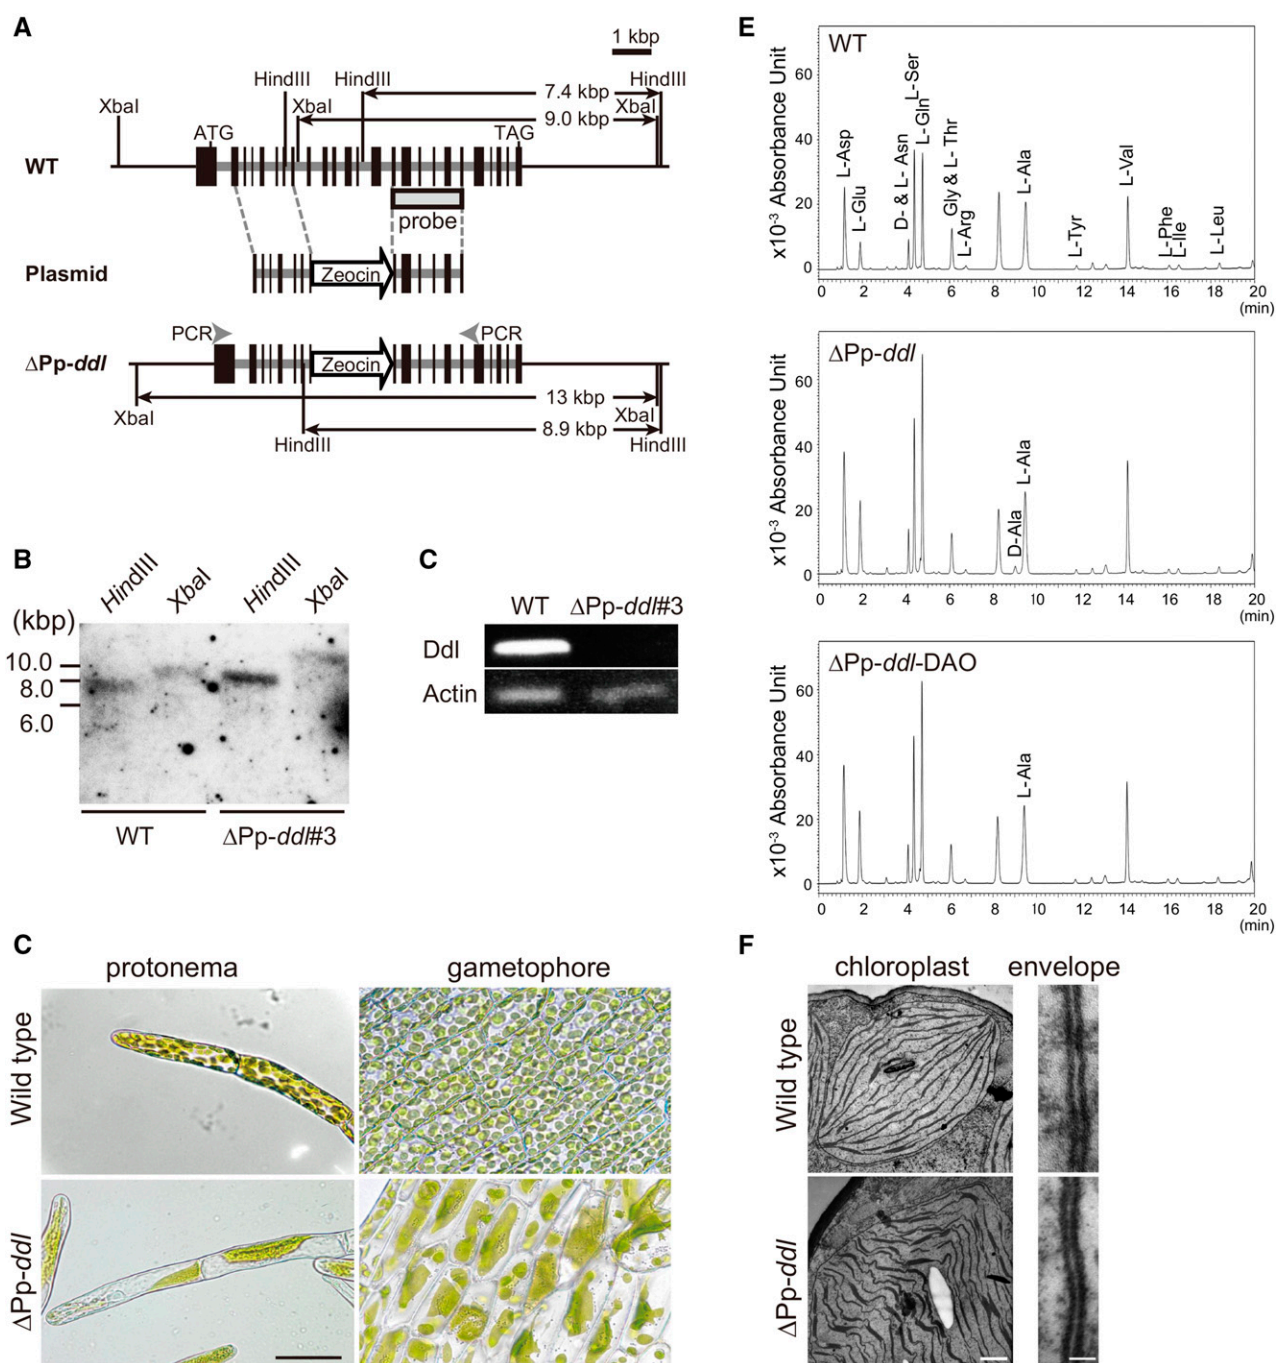 A
1 kbp
HindIII HindIII HindIII
7.4 kbp
XbaI XbaI XbaI
9.0 kbp
ATG TAG
WT
probe
Plasmid
Zeocin
PCR PCR
ΔPp-ddl
Zeocin
13 kbp
XbaI XbaI
8.9 kbp
HindIII HindIII
B
HindIII XbaI HindIII XbaI
(kbp)
10.0
8.0
6.0
WT ΔPp-ddl#3
C
WT ΔPp-ddl#3
Ddl
Actin
C
protonema gametophore
Wild type
ΔPp-ddl
E
WT
x10-3 Absorbance Unit
60
40
20
0
L-Asp
L-Glu
D- & L- Asn
L-Ser
L-Gln
Gly & L- Thr
L-Arg
L-Ala
L-Tyr
L-Val
L-Phe
L-Ile
L-Leu
0 2 4 6 8 10 12 14 16 18 20
(min)
ΔPp-ddl
x10-3 Absorbance Unit
60
40
20
0
D-Ala
L-Ala
0 2 4 6 8 10 12 14 16 18 20
(min)
ΔPp-ddl-DAO
x10-3 Absorbance Unit
60
40
20
0
L-Ala
0 2 4 6 8 10 12 14 16 18 20
(min)
F
chloroplast envelope
Wild type
ΔPp-ddl